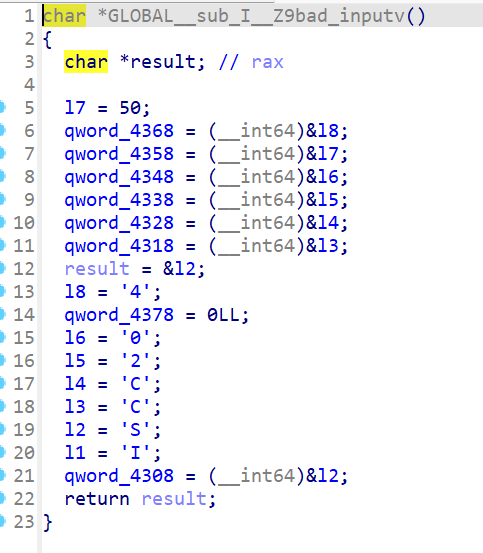 1 char *GLOBAL__sub_I__Z9bad_inputv()
2 {
3 char *result; // rax
4
5 l7 = 50;
6 qword_4368 = (__int64)&l8;
7 qword_4358 = (__int64)&l7;
8 qword_4348 = (__int64)&l6;
9 qword_4338 = (__int64)&l5;
10 qword_4328 = (__int64)&l4;
11 qword_4318 = (__int64)&l3;
12 result = &l2;
13 l8 = '4';
14 qword_4378 = 0LL;
15 l6 = '0';
16 l5 = '2';
17 l4 = 'C';
18 l3 = 'C';
19 l2 = 'S';
20 l1 = 'I';
21 qword_4308 = (__int64)&l2;
22 return result;
23 }